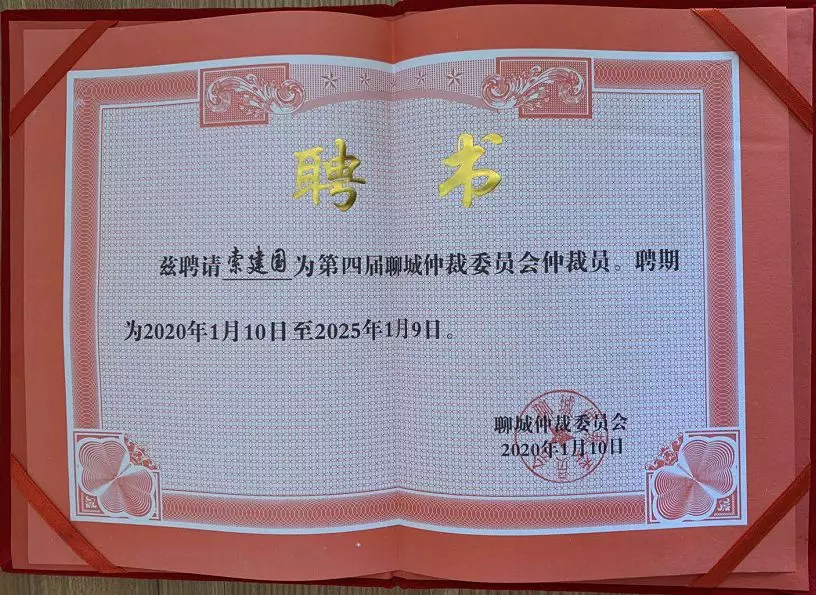 聘书
兹聘请索建国为第四届聊城仲裁委员会仲裁员。聘期
为2020年1月10日至2025年1月9日。
聊城仲裁委员会
2020年1月10日